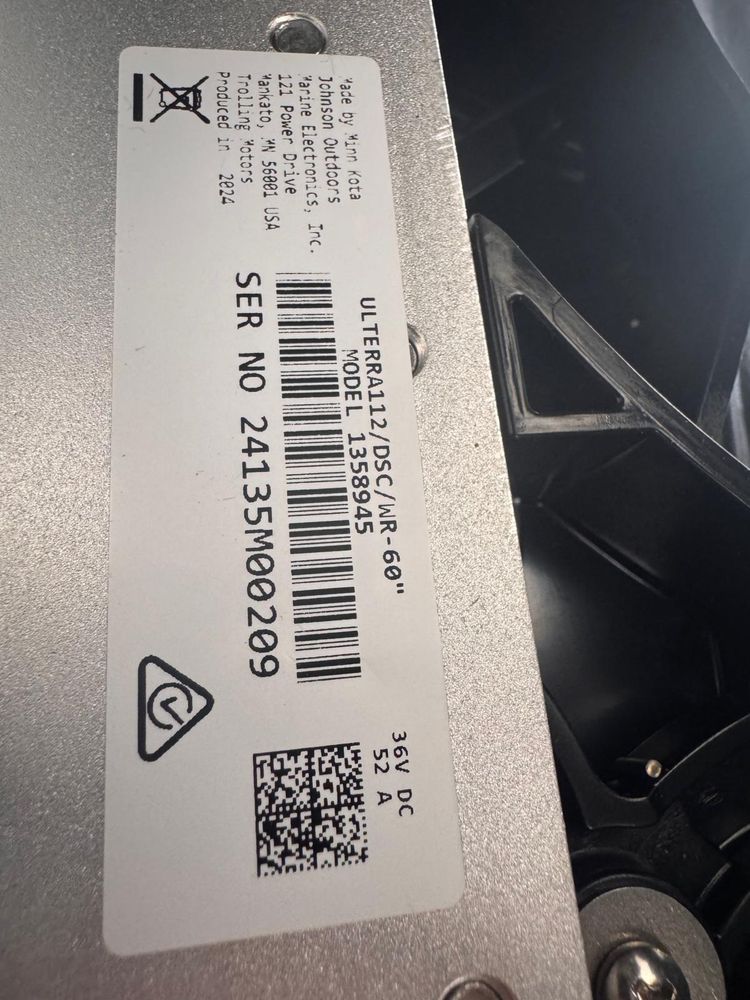 Made by Minn Kota
Johnson Outdoors
Marine Electronics, Inc.
121 Power Drive
Mankato, MN 56001 USA
Trolling Motors
Produced in 2024
ULTERRA112/DSC/WR-60"
MODEL 1358945
SER NO 24135M00209
36V DC
52 A